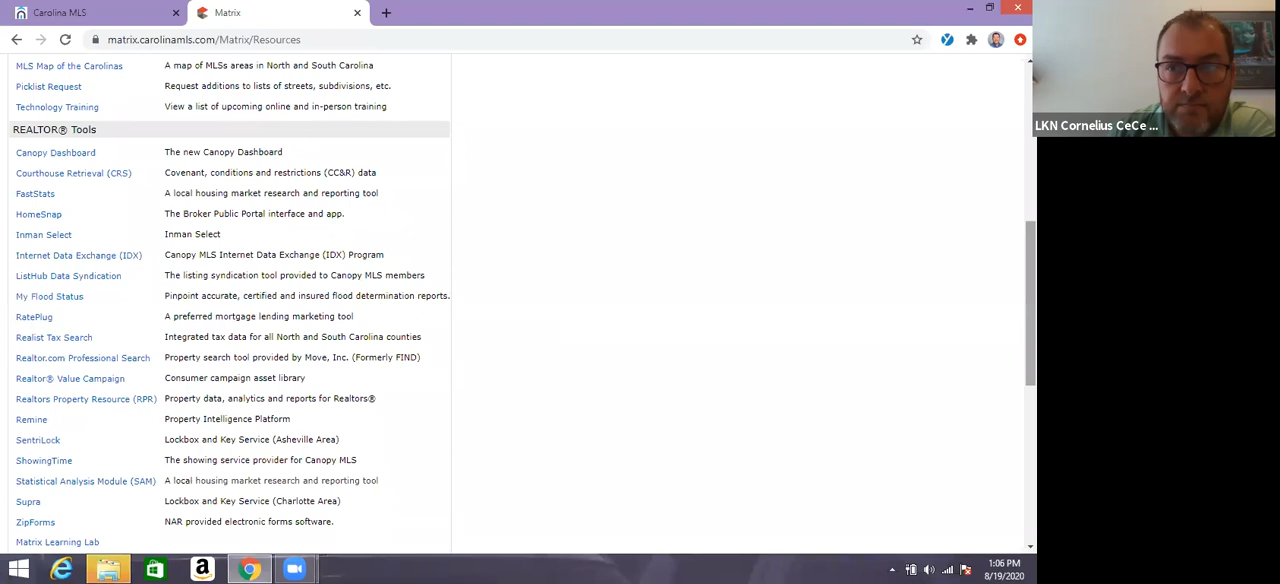 Carolina MLS
Matrix
matrix.carolinamls.com/Matrix/Resources
MLS Map of the Carolinas A map of MLSs areas in North and South Carolina
Picklist Request Request additions to lists of streets, subdivisions, etc.
Technology Training View a list of upcoming online and in-person training
REALTOR® Tools
Canopy Dashboard The new Canopy Dashboard
Courthouse Retrieval (CRS) Covenant, conditions and restrictions (CC&R) data
FastStats A local housing market research and reporting tool
HomeSnap The Broker Public Portal interface and app.
Inman Select Inman Select
Internet Data Exchange (IDX) Canopy MLS Internet Data Exchange (IDX) Program
ListHub Data Syndication The listing syndication tool provided to Canopy MLS members
My Flood Status Pinpoint accurate, certified and insured flood determination reports.
RatePlug A preferred mortgage lending marketing tool
Realist Tax Search Integrated tax data for all North and South Carolina counties
Realtor.com Professional Search Property search tool provided by Move, Inc. (Formerly FIND)
Realtor® Value Campaign Consumer campaign asset library
Realtors Property Resource (RPR) Property data, analytics and reports for Realtors®
Remine Property Intelligence Platform
SentriLock Lockbox and Key Service (Asheville Area)
ShowingTime The showing service provider for Canopy MLS
Statistical Analysis Module (SAM) A local housing market research and reporting tool
Supra Lockbox and Key Service (Charlotte Area)
ZipForms NAR provided electronic forms software.
Matrix Learning Lab
LKN Cornelius CeCe ...
1:06 PM
8/19/2020